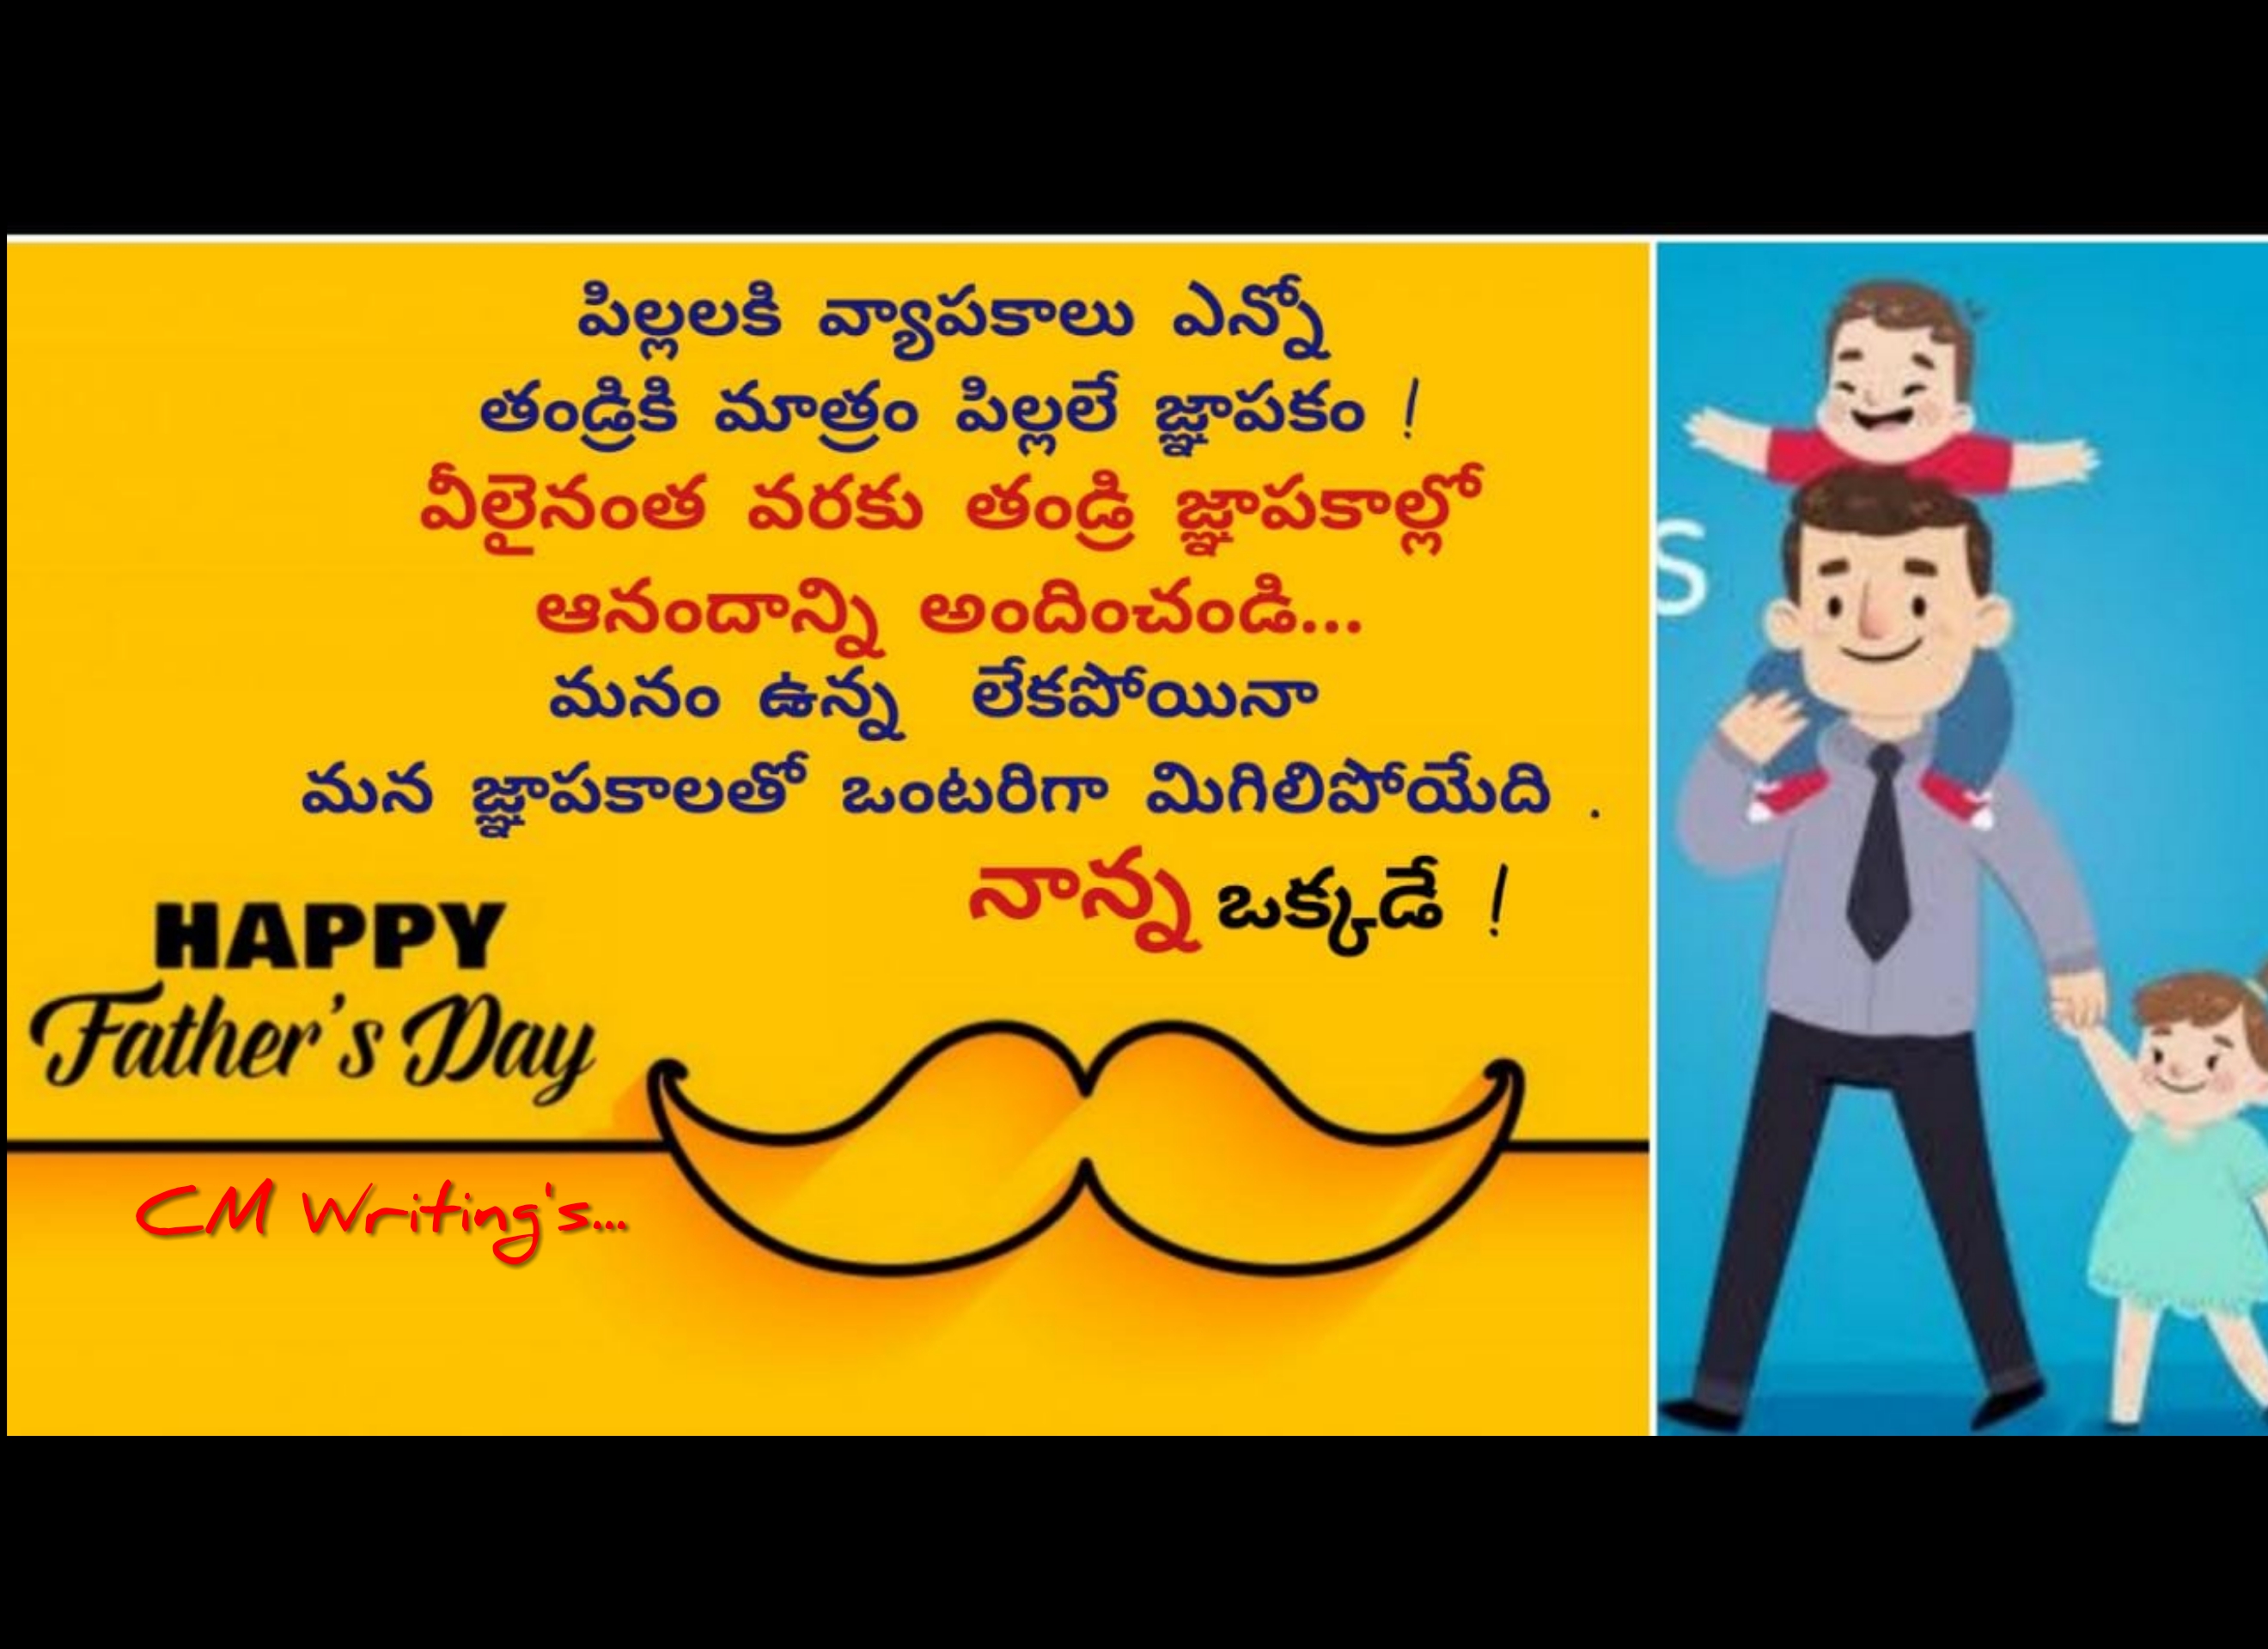 పిల్లలకి వ్యాపకాలు ఎన్నో
తండ్రికి మాత్రం పిల్లలే జ్ఞాపకం !
వీలైనంత వరకు తండ్రి జ్ఞాపకాల్లో
ఆనందాన్ని అందించండి...
మనం ఉన్న లేకపోయినా
మన జ్ఞాపకాలతో ఒంటరిగా మిగిలిపోయేది .
నాన్న ఒక్కడే !
HAPPY
Father's Day
CM Writing's...
S